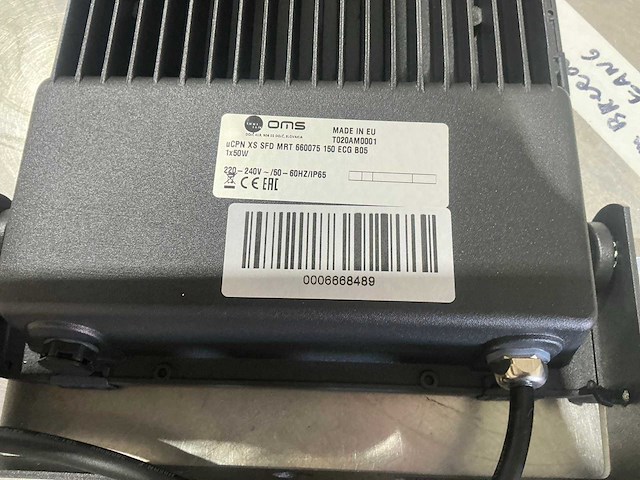 OMS
MADE IN EU
T020AM0001
uCPN XS SFD MRT 660075 150 ECG B05
1x50W
220-240V~/50-60HZ/IP65
CE EAC
0006668489